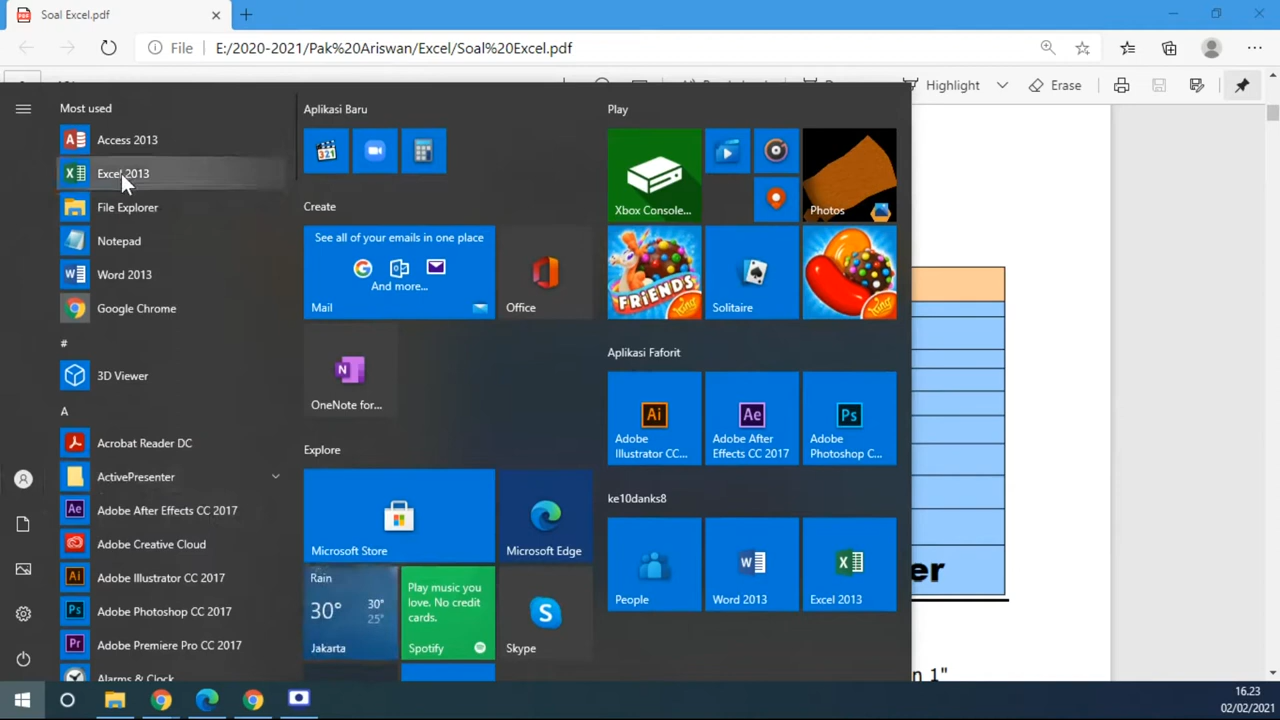 Soal Excel.pdf
File
E:/2020-2021/Pak%20Ariswan/Excel/Soal%20Excel.pdf
Highlight
Erase
Most used
Access 2013
Excel 2013
File Explorer
Notepad
Word 2013
Google Chrome
#
3D Viewer
A
Acrobat Reader DC
ActivePresenter
Adobe After Effects CC 2017
Adobe Creative Cloud
Adobe Illustrator CC 2017
Adobe Photoshop CC 2017
Adobe Premiere Pro CC 2017
Alarms & Clock
Aplikasi Baru
Create
See all of your emails in one place
And more...
Mail
Office
OneNote for...
Explore
Microsoft Store
Microsoft Edge
Rain
30°
30°
25°
Jakarta
Play music you
love. No credit
cards.
Spotify
Skype
Play
Xbox Console...
Photos
FRIENDS
King
Solitaire
King
Aplikasi Faforit
Adobe
Illustrator CC...
Adobe After
Effects CC 2017
Adobe
Photoshop C...
ke10danks8
People
Word 2013
Excel 2013
er
n 1"
16.23
02/02/2021